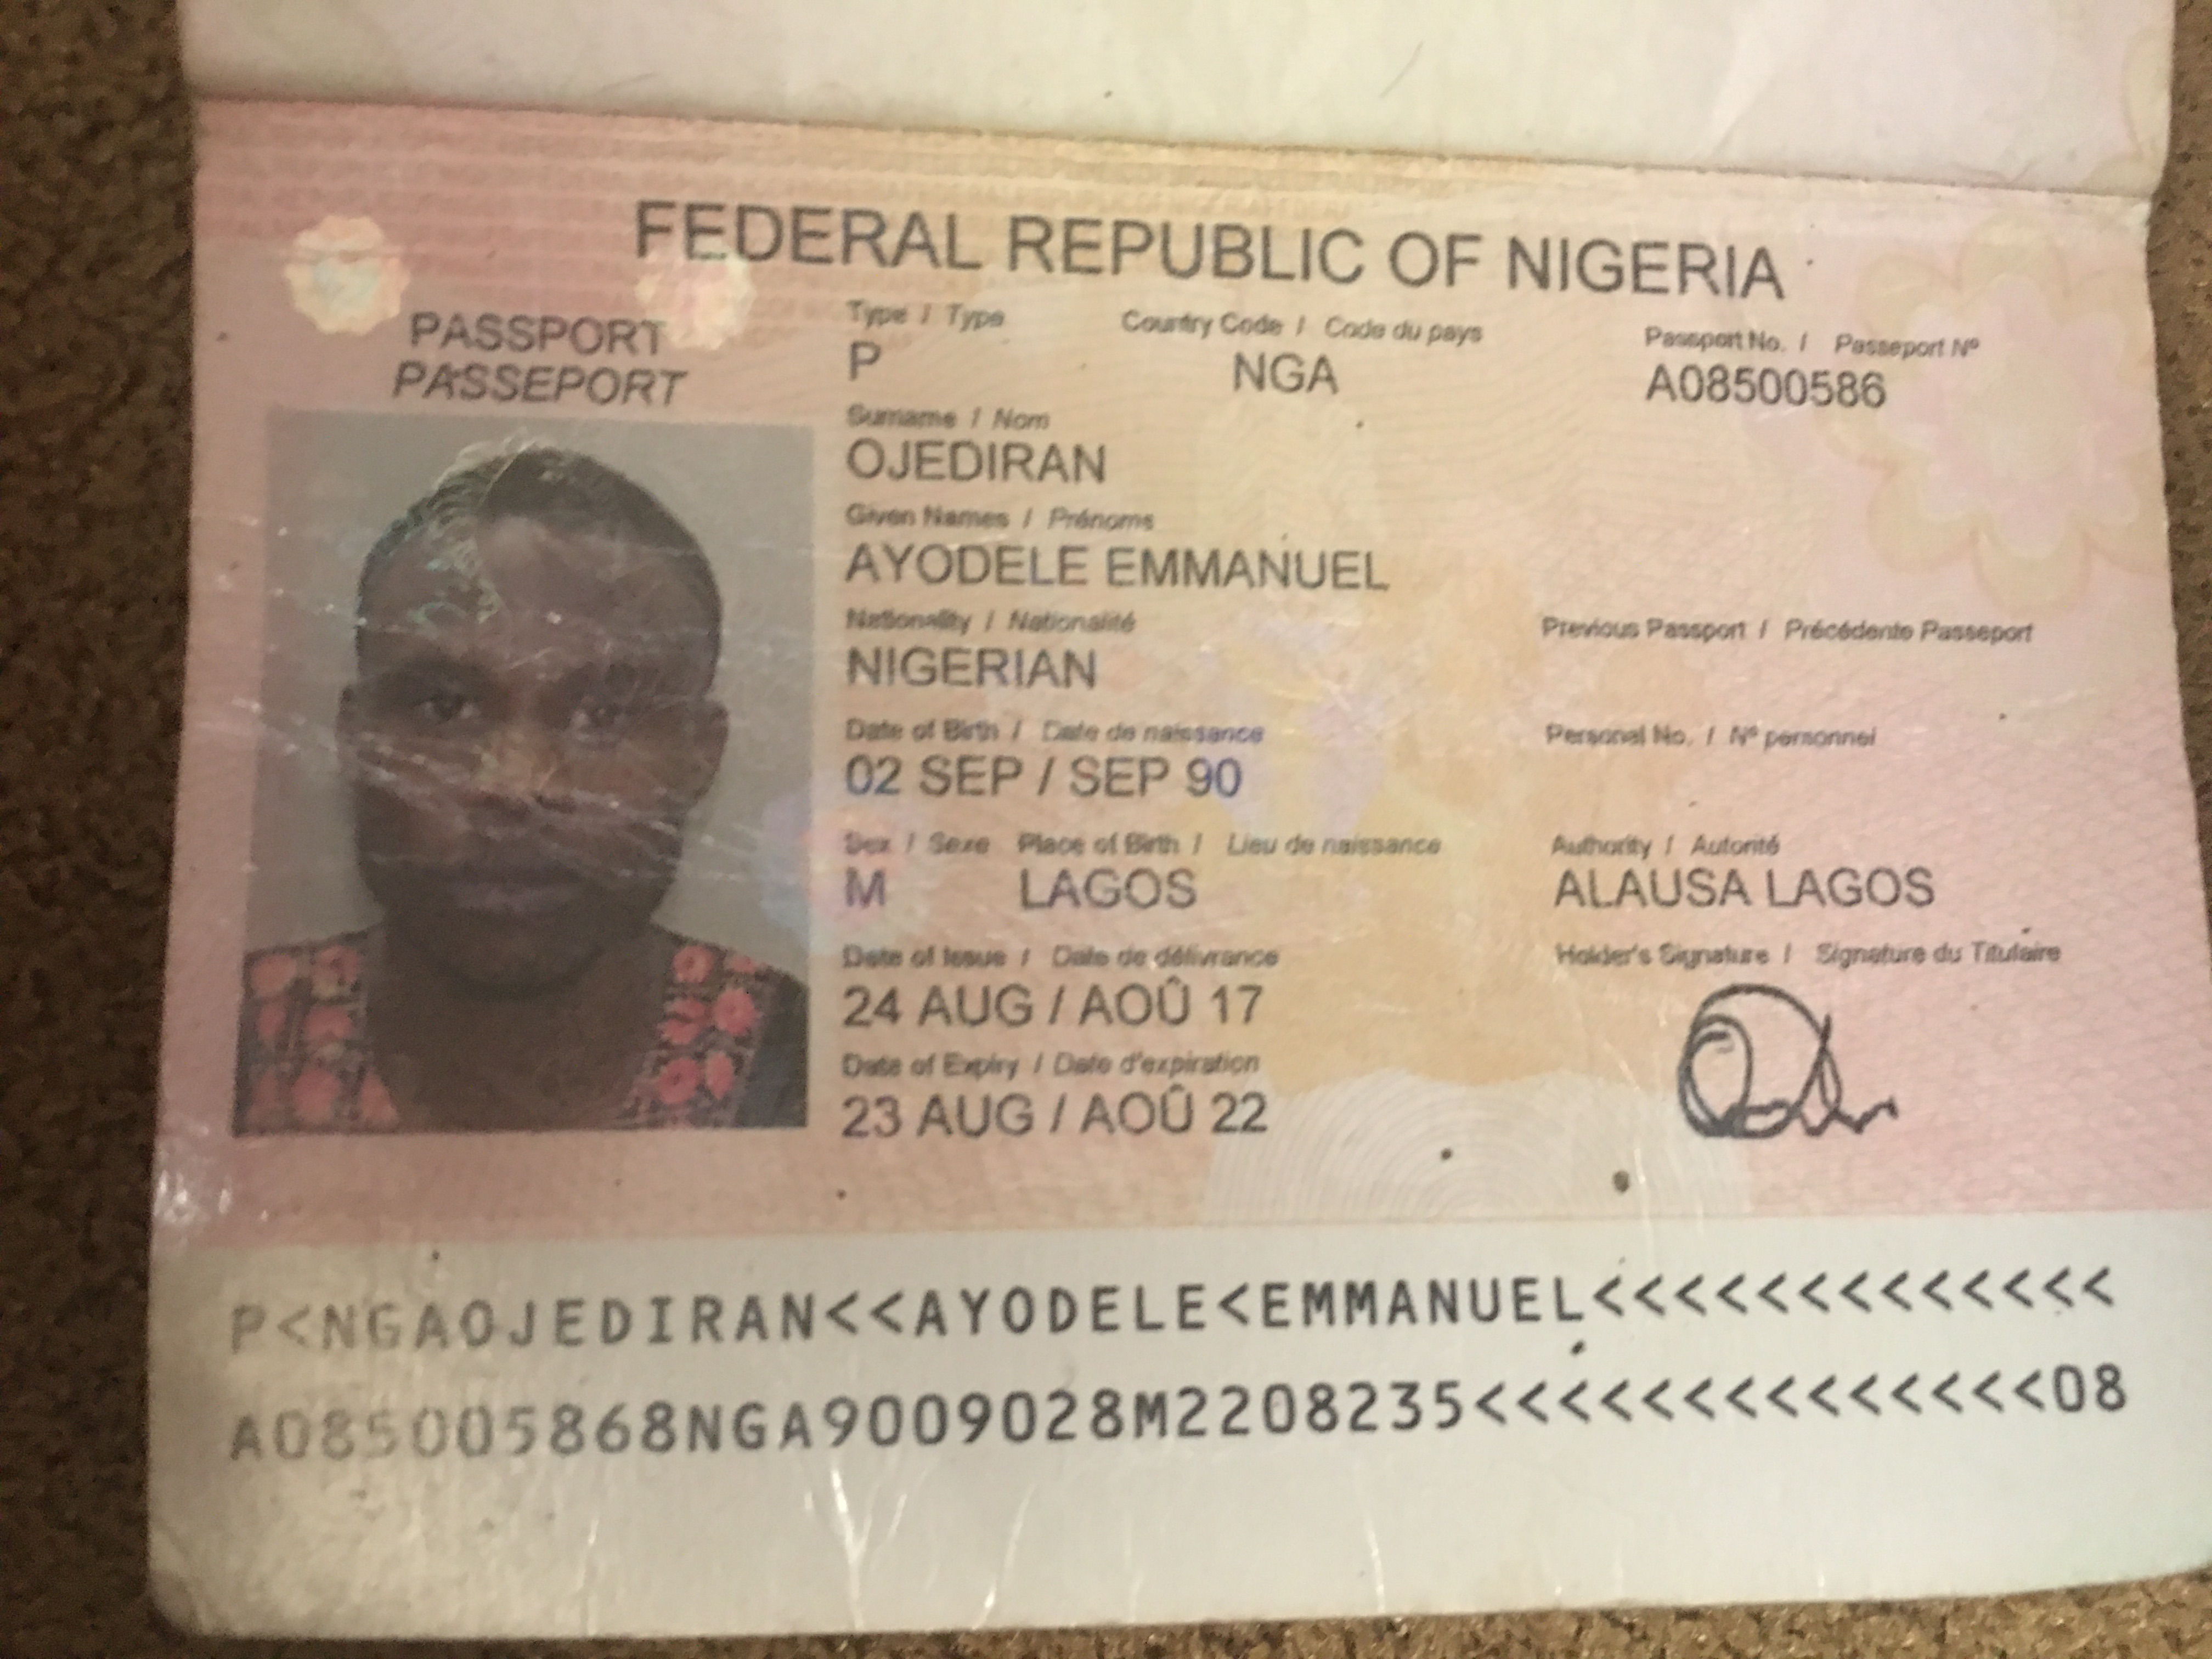 FEDERAL REPUBLIC OF NIGERIA
PASSPORT
PASSEPORT
Type / Type Country Code / Code du pays Passport No. / Passeport Nº
P NGA A08500586
Surname / Nom
OJEDIRAN
Given Names / Prénoms
AYODELE EMMANUEL
Nationality / Nationalité Previous Passport / Précédente Passeport
NIGERIAN
Date of Birth / Date de naissance Personal No. / Nº personnel
02 SEP / SEP 90
Sex / Sexe Place of Birth / Lieu de naissance Authority / Autorité
M LAGOS ALAUSA LAGOS
Date of Issue / Date de délivrance Holder's Signature / Signature du Titulaire
24 AUG / AOÛ 17
Date of Expiry / Date d'expiration
23 AUG / AOÛ 22
P<NGAOJEDIRAN<<AYODELE<EMMANUEL<<<<<<<<<<<<<
A085005868NGA9009028M2208235<<<<<<<<<<<<<<08